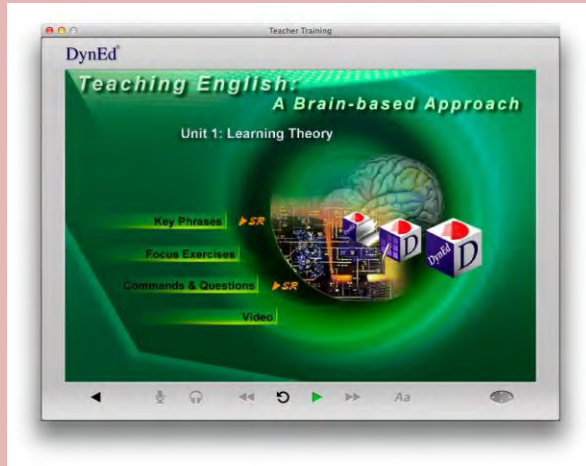 Teacher Training
DynEd®
Teaching English:
A Brain-based Approach
Unit 1: Learning Theory
Key Phrases
SR
Focus Exercises
Commands & Questions
SR
Video
D
D
DynEd
Aa